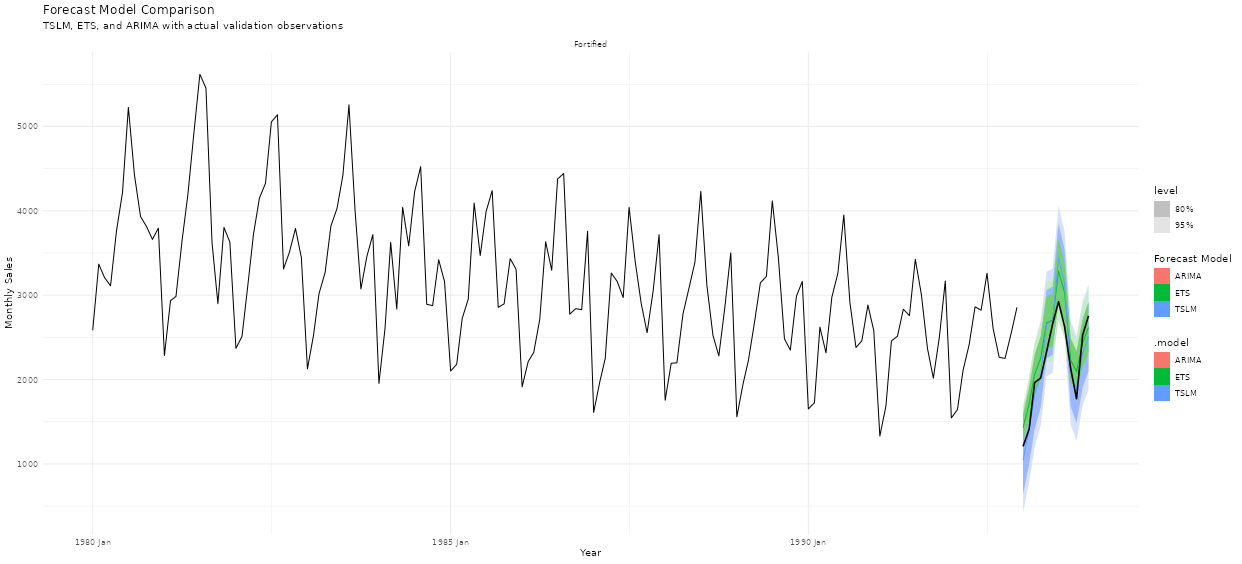 Forecast Model Comparison
TSLM, ETS, and ARIMA with actual validation observations
Fortified
5000
4000
3000
2000
1000
Monthly Sales
1980 Jan
1985 Jan
1990 Jan
Year
level
80%
95%
Forecast Model
ARIMA
ETS
TSLM
.model
ARIMA
ETS
TSLM